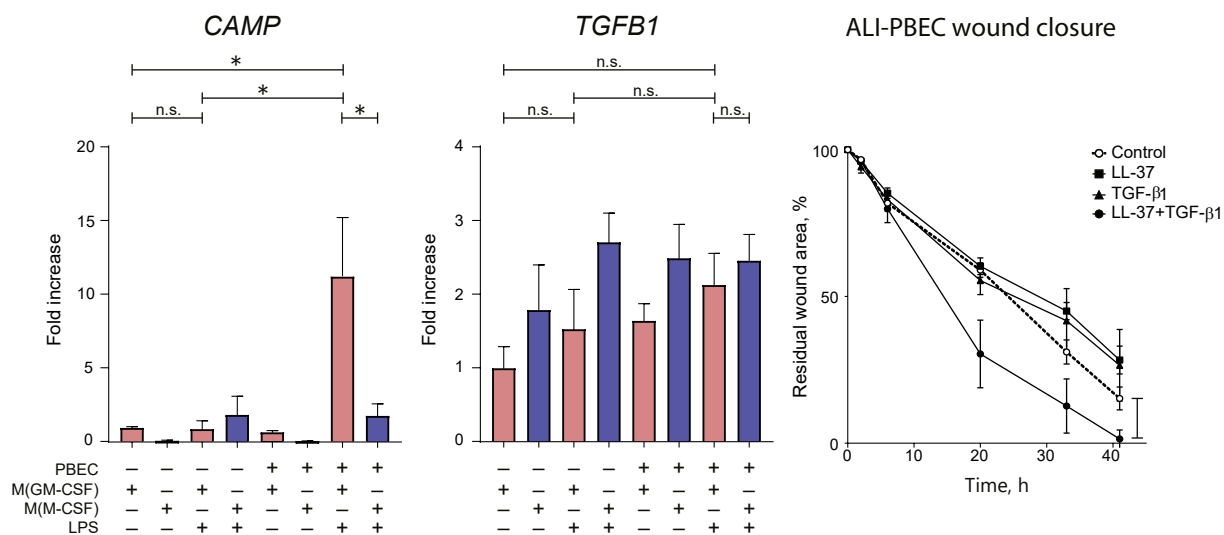 CAMP
*
*
n.s.
*
Fold increase
20
15
10
5
0
PBEC – – – – + + + +
M(GM-CSF) + – + – + – + –
M(M-CSF) – + – + – + – +
LPS – – + + – – + +
TGFB1
n.s.
n.s.
n.s.
n.s.
Fold increase
4
3
2
1
0
– – – – + + + +
+ – + – + – + –
– + – + – + – +
– – + + – – + +
ALI-PBEC wound closure
Control
LL-37
TGF-β1
LL-37+TGF-β1
Residual wound area, %
100
50
0
0 10 20 30 40
Time, h